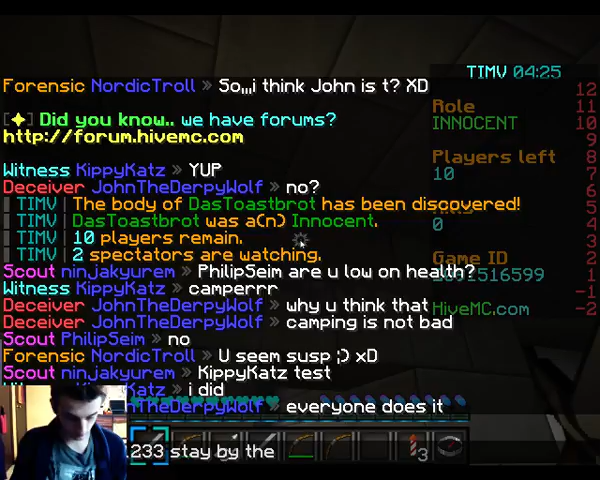 TIMV 04:25
Forensic NordicTroll » So,,,i think John is t? XD
12
Role 11
INNOCENT 10
[✦] Did you know.. we have forums?
9
http://forum.hivemc.com
Players left 8
10 7
Witness KippyKatz » YUP
Deceiver JohnTheDerpyWolf » no?
6
TIMV | The body of DasToastbrot has been discovered!
5
TIMV | DasToastbrot was a(n) Innocent.
0 4
TIMV | 10 players remain.
3
TIMV | 2 spectators are watching.
Game ID 2
Scout ninjakyurem » PhilipSeim are u low on health?
1
Witness KippyKatz » camperrr
-1
Deceiver JohnTheDerpyWolf » why u think that
HiveMC.com -2
Deceiver JohnTheDerpyWolf » camping is not bad
Scout PhilipSeim » no
Forensic NordicTroll » U seem susp ;) xD
Scout ninjakyurem » KippyKatz test
Katz » i did
nTheDerpyWolf » everyone does it
.233 stay by the
3